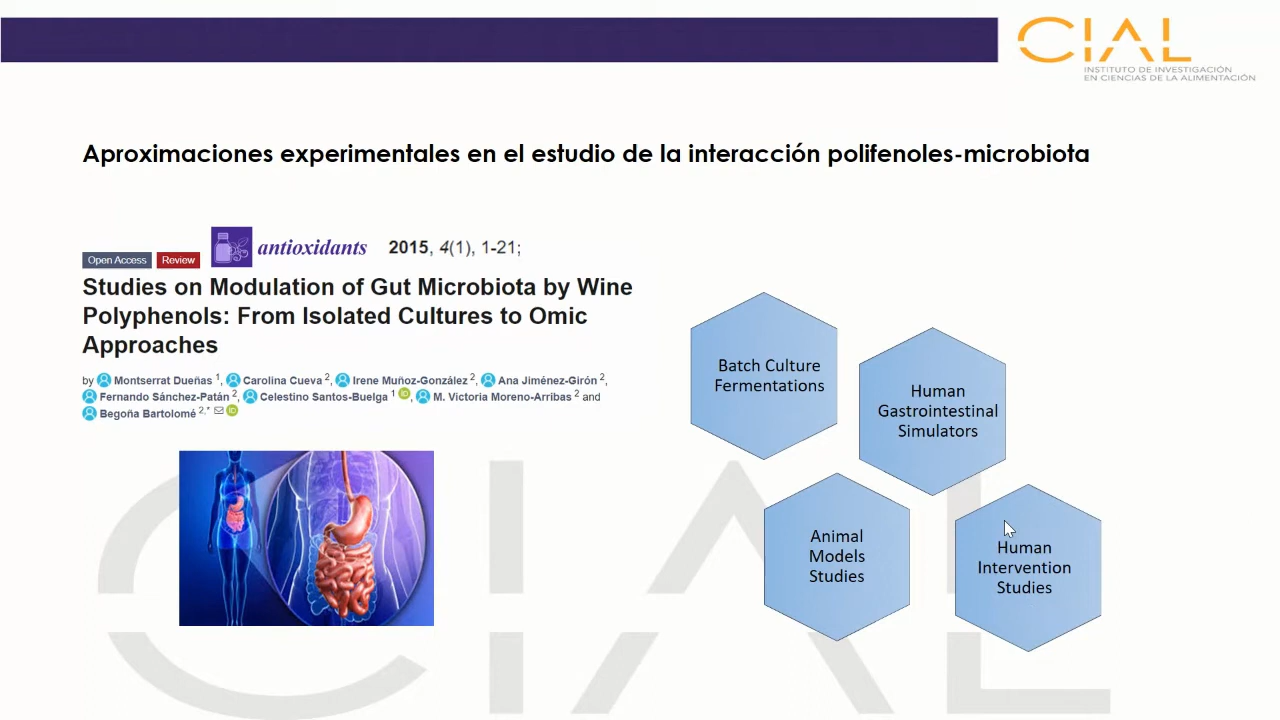 CIAL
INSTITUTO DE INVESTIGACIÓN
EN CIENCIAS DE LA ALIMENTACIÓN
Aproximaciones experimentales en el estudio de la interacción polifenoles-microbiota
antioxidants 2015, 4(1), 1-21;
Open Access Review
Studies on Modulation of Gut Microbiota by Wine
Polyphenols: From Isolated Cultures to Omic
Approaches
by Montserrat Dueñas 1, Carolina Cueva 2, Irene Muñoz-González 2, Ana Jiménez-Girón 2,
Fernando Sánchez-Patán 2, Celestino Santos-Buelga 1 iD, M. Victoria Moreno-Arribas 2 and
Begoña Bartolomé 2,* iD
Batch Culture
Fermentations
Human
Gastrointestinal
Simulators
Animal
Models
Studies
Human
Intervention
Studies
CIAL